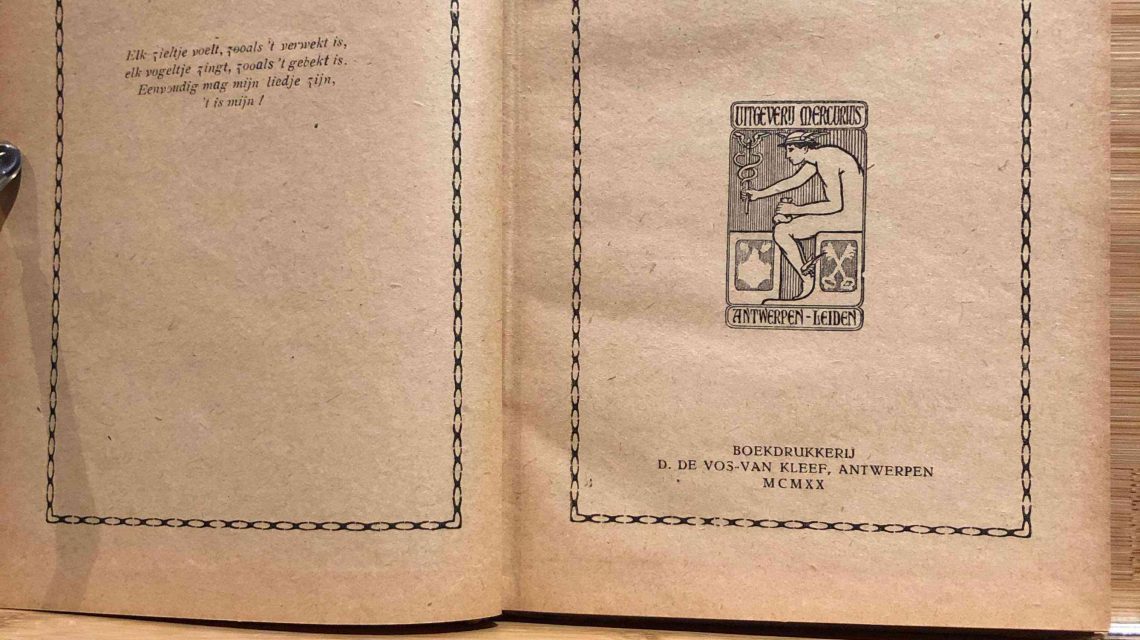 Elk zieltje voelt, zooals 't verwekt is,
elk vogeltje zingt, zooals 't gebekt is.
Eenvoudig mag mijn liedje zijn,
't is mijn !
UITGEVERIJ MERCURIUS
ANTWERPEN - LEIDEN
BOEKDRUKKERIJ
D. DE VOS-VAN KLEEF, ANTWERPEN
MCMXX